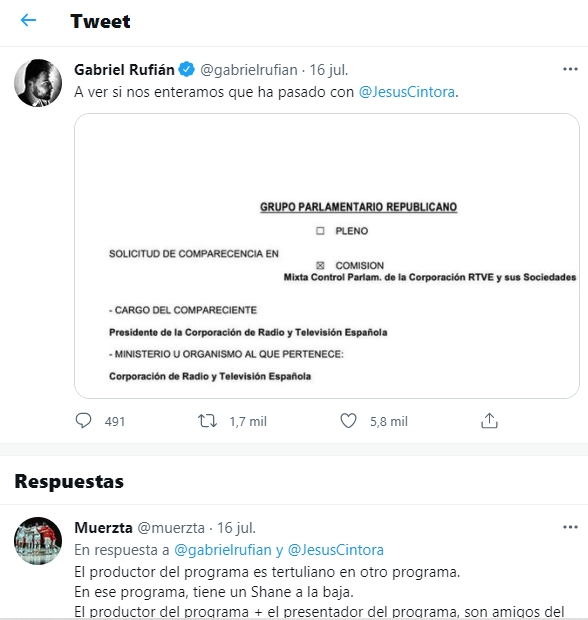 Tweet
Gabriel Rufián @gabrielrufian · 16 jul.
A ver si nos enteramos que ha pasado con @JesusCintora.
GRUPO PARLAMENTARIO REPUBLICANO
PLENO
SOLICITUD DE COMPARECENCIA EN
COMISION
Mixta Control Parlam. de la Corporación RTVE y sus Sociedades
- CARGO DEL COMPARECIENTE
Presidente de la Corporación de Radio y Televisión Española
- MINISTERIO U ORGANISMO AL QUE PERTENECE:
Corporación de Radio y Televisión Española
491 1,7 mil 5,8 mil
Respuestas
Muerzta @muerzta · 16 jul.
En respuesta a @gabrielrufian y @JesusCintora
El productor del programa es tertuliano en otro programa.
En ese programa, tiene un Shane a la baja.
El productor del programa + el presentador del programa, son amigos del